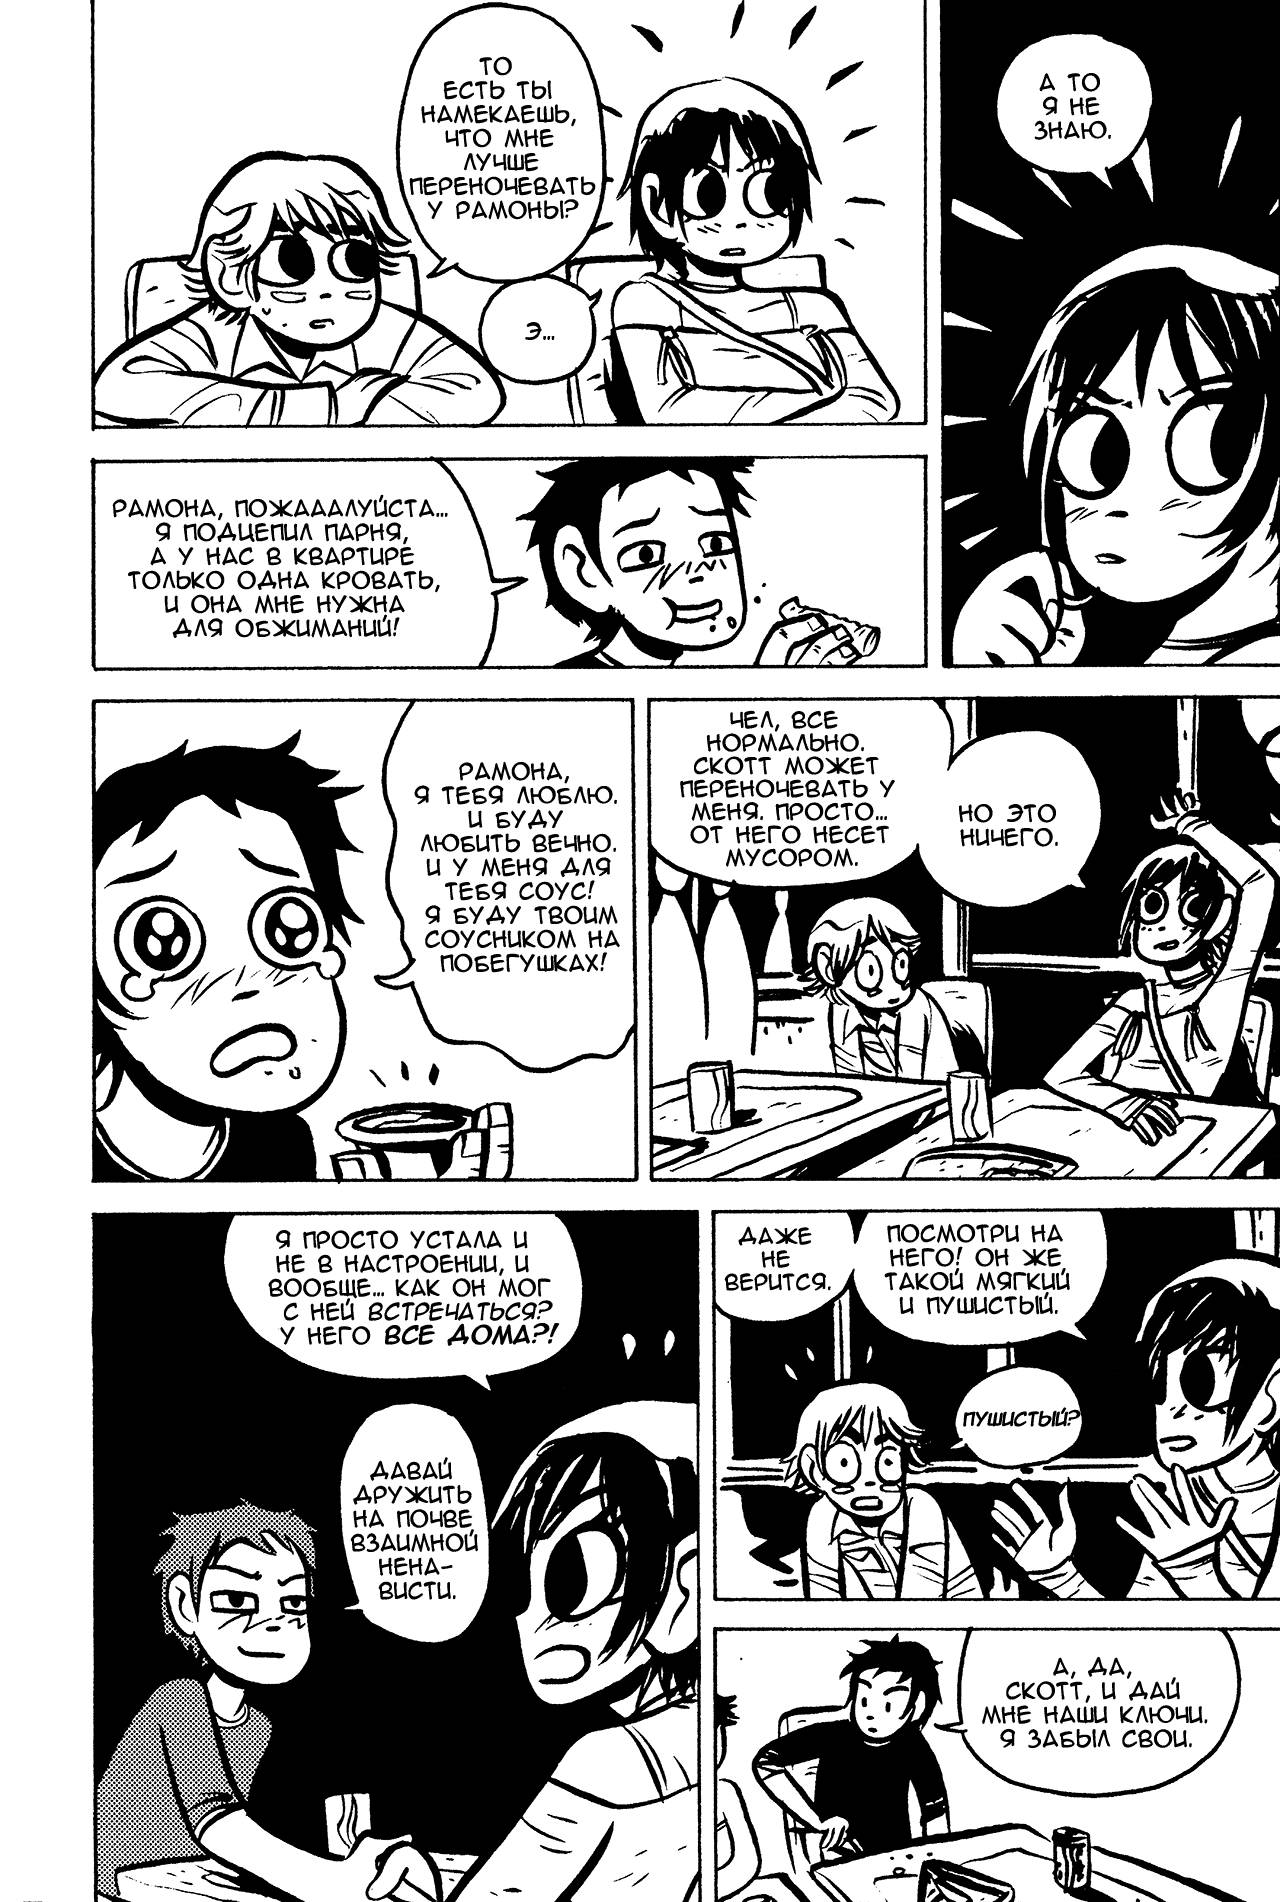 ТО
ЕСТЬ ТЫ
НАМЕКАЕШЬ,
ЧТО МНЕ
ЛУЧШЕ
ПЕРЕНОЧЕВАТЬ
У РАМОНЫ?
Э...
А ТО
Я НЕ
ЗНАЮ.
РАМОНА, ПОЖАААЛУЙСТА...
Я ПОДЦЕПИЛ ПАРНЯ,
А У НАС В КВАРТИРЕ
ТОЛЬКО ОДНА КРОВАТЬ,
И ОНА МНЕ НУЖНА
ДЛЯ ОБЖИМАНИЙ!
РАМОНА,
Я ТЕБЯ ЛЮБЛЮ.
И БУДУ
ЛЮБИТЬ ВЕЧНО.
И У МЕНЯ ДЛЯ
ТЕБЯ СОУС!
Я БУДУ ТВОИМ
СОУСНИКОМ НА
ПОБЕГУШКАХ!
ЧЕЛ, ВСЕ
НОРМАЛЬНО.
СКОТТ МОЖЕТ
ПЕРЕНОЧЕВАТЬ У
МЕНЯ. ПРОСТО...
ОТ НЕГО НЕСЕТ
МУСОРОМ.
НО ЭТО
НИЧЕГО.
Я ПРОСТО УСТАЛА И
НЕ В НАСТРОЕНИИ, И
ВООБЩЕ... КАК ОН МОГ
С НЕЙ ВСТРЕЧАТЬСЯ?
У НЕГО ВСЕ ДОМА?!
ДАВАЙ
ДРУЖИТЬ
НА ПОЧВЕ
ВЗАИМНОЙ
НЕНА-
ВИСТИ.
ДАЖЕ
НЕ
ВЕРИТСЯ.
ПОСМОТРИ НА
НЕГО! ОН ЖЕ
ТАКОЙ МЯГКИЙ
И ПУШИСТЫЙ.
ПУШИСТЫЙ?
А, ДА,
СКОТТ, И ДАЙ
МНЕ НАШИ КЛЮЧИ.
Я ЗАБЫЛ СВОИ.